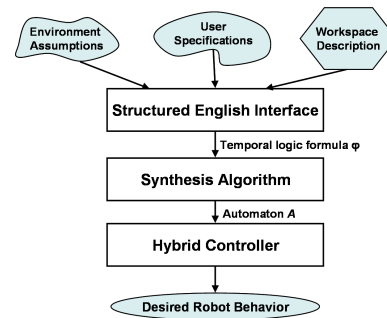 Environment
Assumptions
User
Specifications
Workspace
Description
Structured English Interface
Temporal logic formula φ
Synthesis Algorithm
Automaton A
Hybrid Controller
Desired Robot Behavior